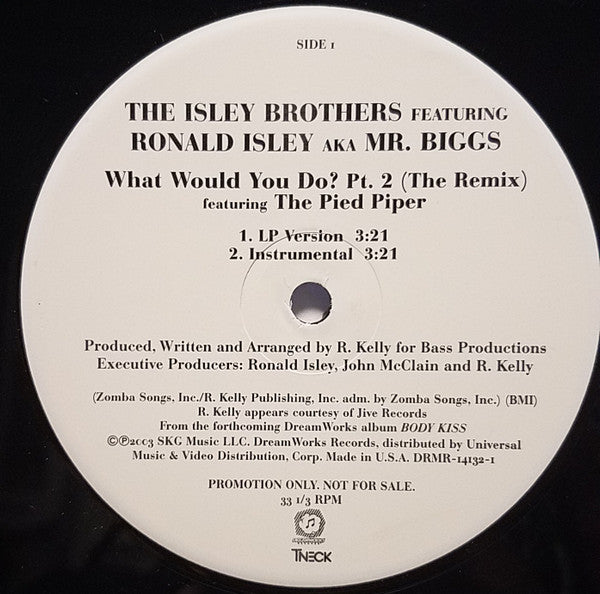 SIDE 1
THE ISLEY BROTHERS FEATURING
RONALD ISLEY AKA MR. BIGGS
What Would You Do? Pt. 2 (The Remix)
featuring The Pied Piper
1. LP Version 3:21
2. Instrumental 3:21
Produced, Written and Arranged by R. Kelly for Bass Productions
Executive Producers: Ronald Isley, John McClain and R. Kelly
(Zomba Songs, Inc./R. Kelly Publishing, Inc. adm. by Zomba Songs, Inc.) (BMI)
R. Kelly appears courtesy of Jive Records
From the forthcoming DreamWorks album BODY KISS
©℗2003 SKG Music LLC. DreamWorks Records, distributed by Universal
Music & Video Distribution, Corp. Made in U.S.A. DRMR-14132-1
PROMOTION ONLY. NOT FOR SALE.
33 1/3 RPM
TNECK